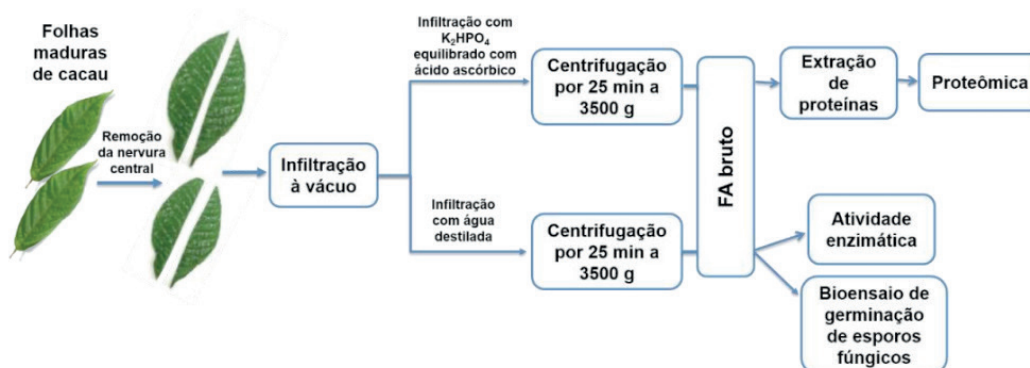 Folhas
maduras
de cacau
Remoção
da nervura
central
Infiltração
à vácuo
Infiltração com
K₂HPO₄
equilibrado com
ácido ascórbico
Centrifugação
por 25 min a
3500 g
Infiltração
com água
destilada
Centrifugação
por 25 min a
3500 g
FA bruto
Extração
de
proteínas
Proteômica
Atividade
enzimática
Bioensaio de
germinação
de esporos
fúngicos